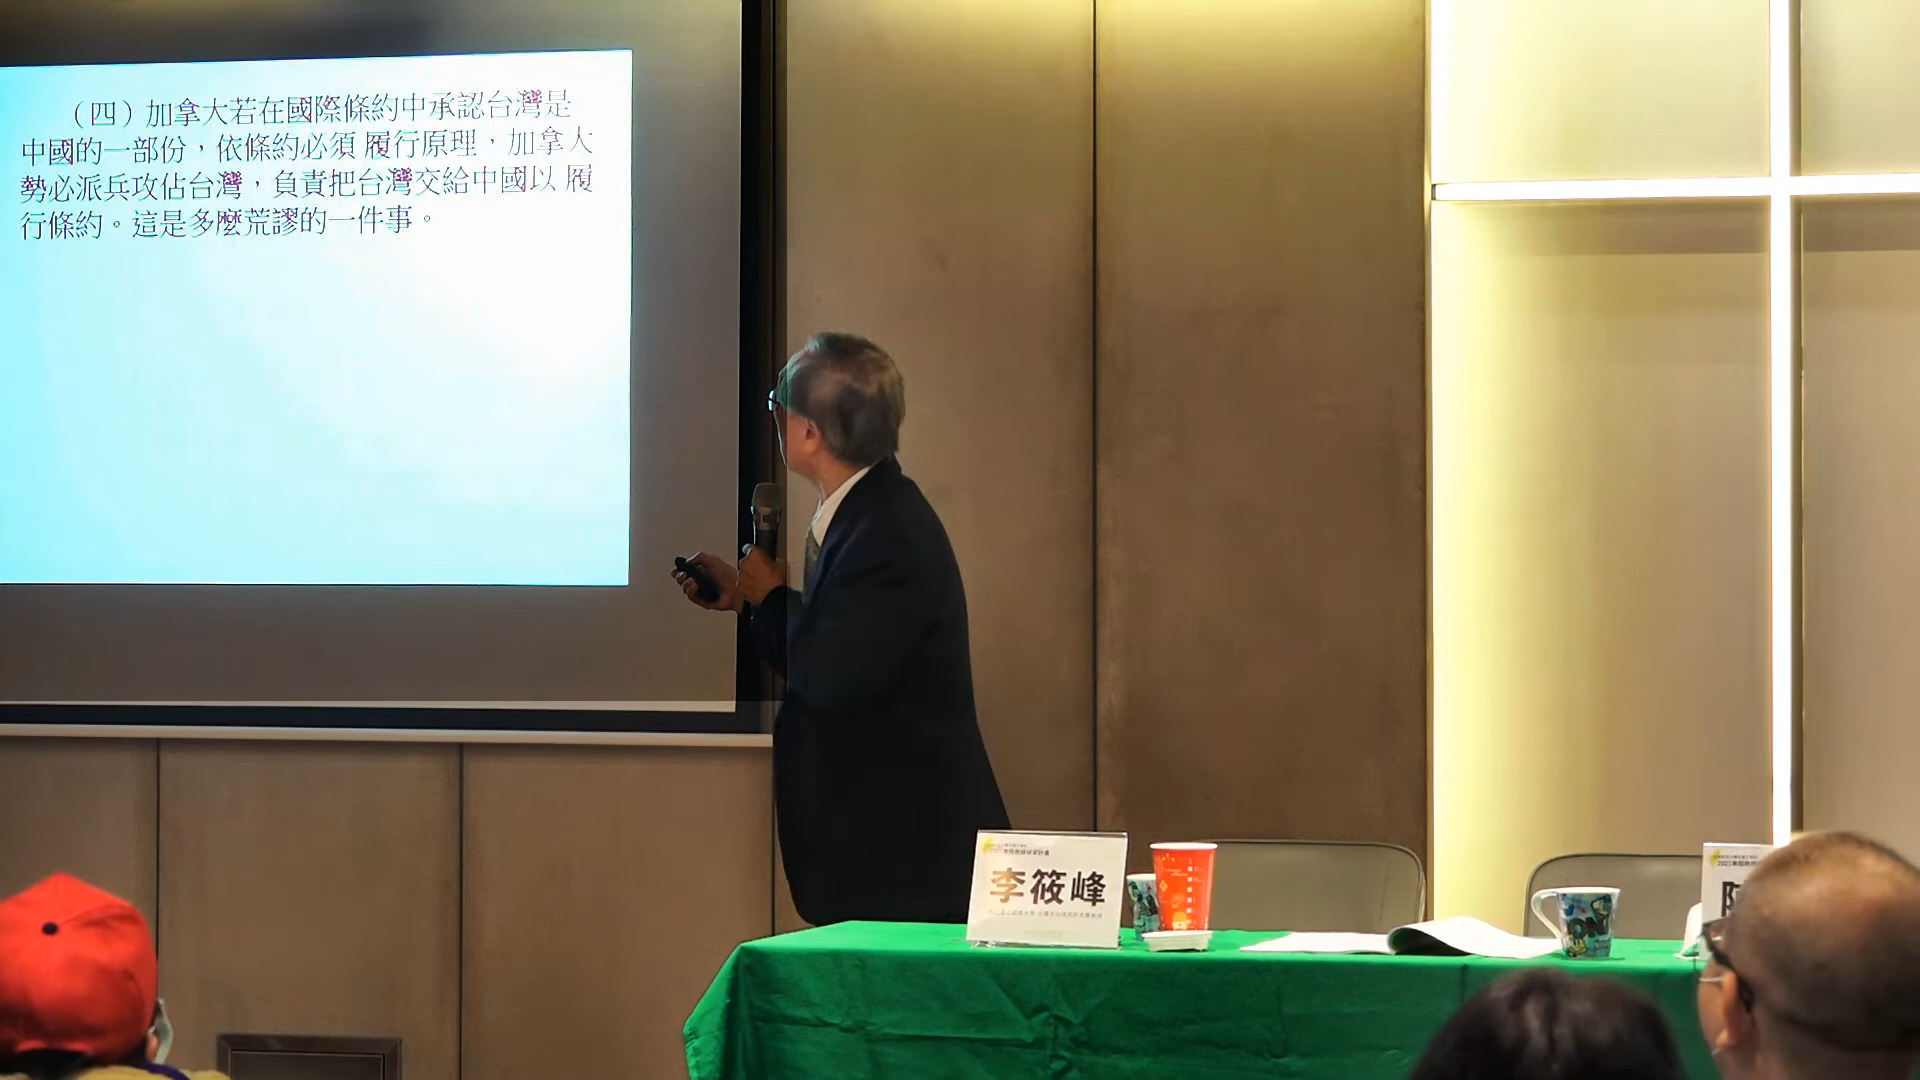 （四）加拿大若在國際條約中承認台灣是
中國的一部份，依條約必須 履行原理，加拿大
勢必派兵攻佔台灣，負責把台灣交給中國以 履
行條約。這是多麼荒謬的一件事。
李筱峰